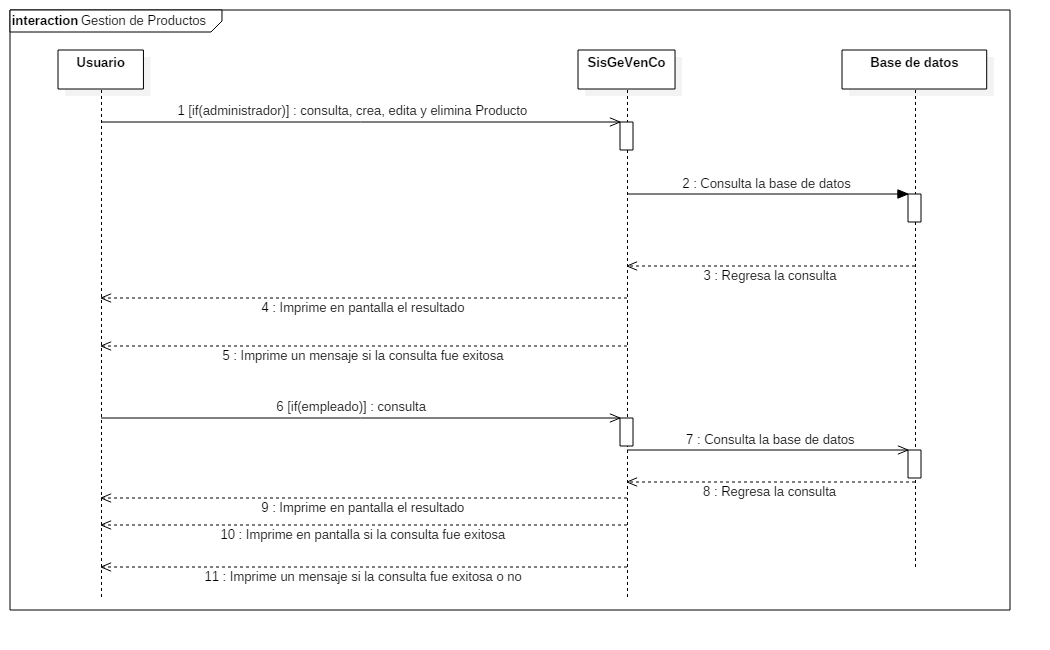 interaction Gestion de Productos
Usuario
SisGeVenCo
Base de datos
1 [if(administrador)] : consulta, crea, edita y elimina Producto
2 : Consulta la base de datos
3 : Regresa la consulta
4 : Imprime en pantalla el resultado
5 : Imprime un mensaje si la consulta fue exitosa
6 [if(empleado)] : consulta
7 : Consulta la base de datos
8 : Regresa la consulta
9 : Imprime en pantalla el resultado
10 : Imprime en pantalla si la consulta fue exitosa
11 : Imprime un mensaje si la consulta fue exitosa o no